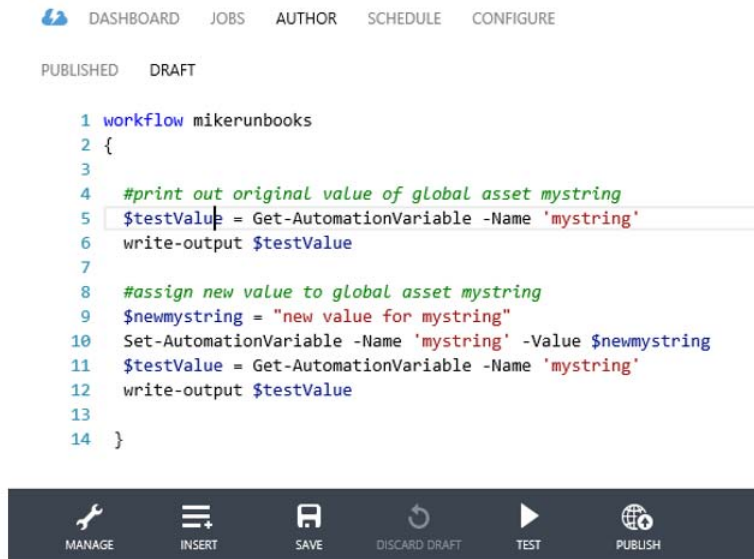 DASHBOARD JOBS AUTHOR SCHEDULE CONFIGURE
PUBLISHED DRAFT
1 workflow mikerunbooks
2 {
3
4 #print out original value of global asset mystring
5 $testValue = Get-AutomationVariable -Name 'mystring'
6 write-output $testValue
7
8 #assign new value to global asset mystring
9 $newmystring = "new value for mystring"
10 Set-AutomationVariable -Name 'mystring' -Value $newmystring
11 $testValue = Get-AutomationVariable -Name 'mystring'
12 write-output $testValue
13
14 }
MANAGE INSERT SAVE DISCARD DRAFT TEST PUBLISH